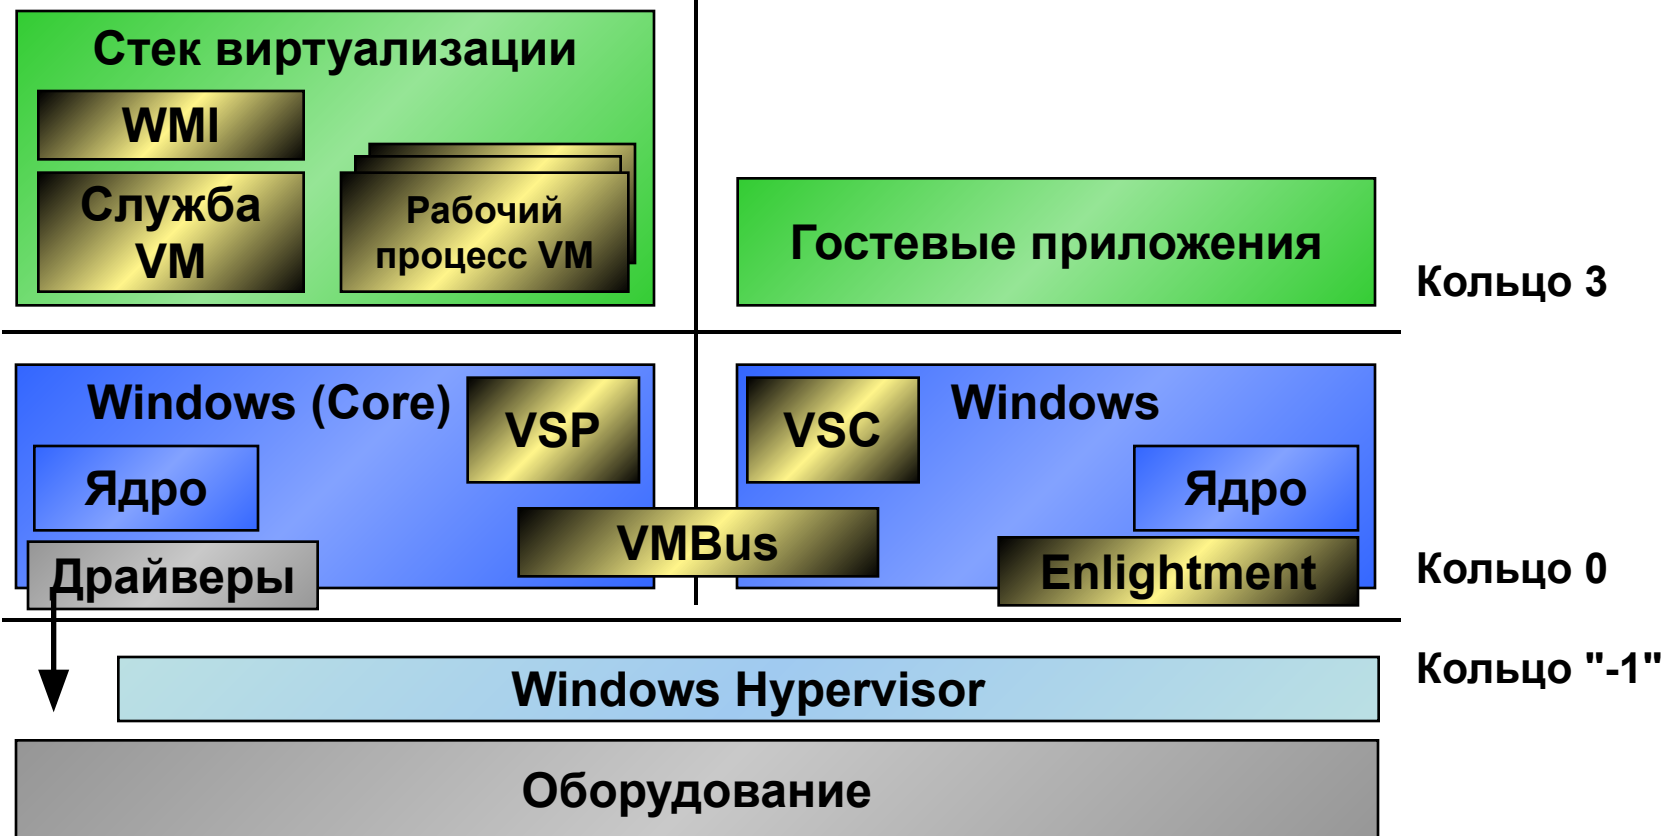 Стек виртуализации
WMI
Служба
VM
Рабочий
процесс VM
Гостевые приложения
Кольцо 3
Windows (Core)
VSP
VSC
Windows
Ядро
Ядро
VMBus
Драйверы
Enlightment
Кольцо 0
Кольцо "-1"
Windows Hypervisor
Оборудование